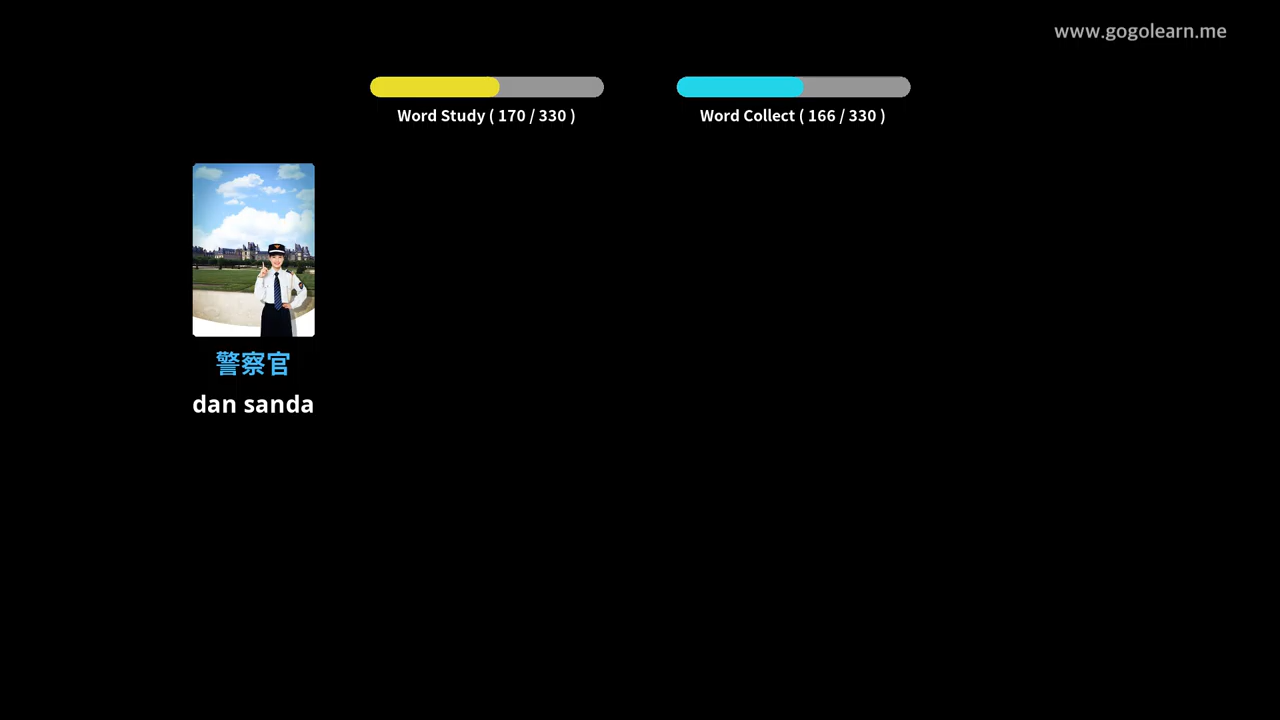 www.gogolearn.me
Word Study ( 170 / 330 )
Word Collect ( 166 / 330 )
警察官
dan sanda